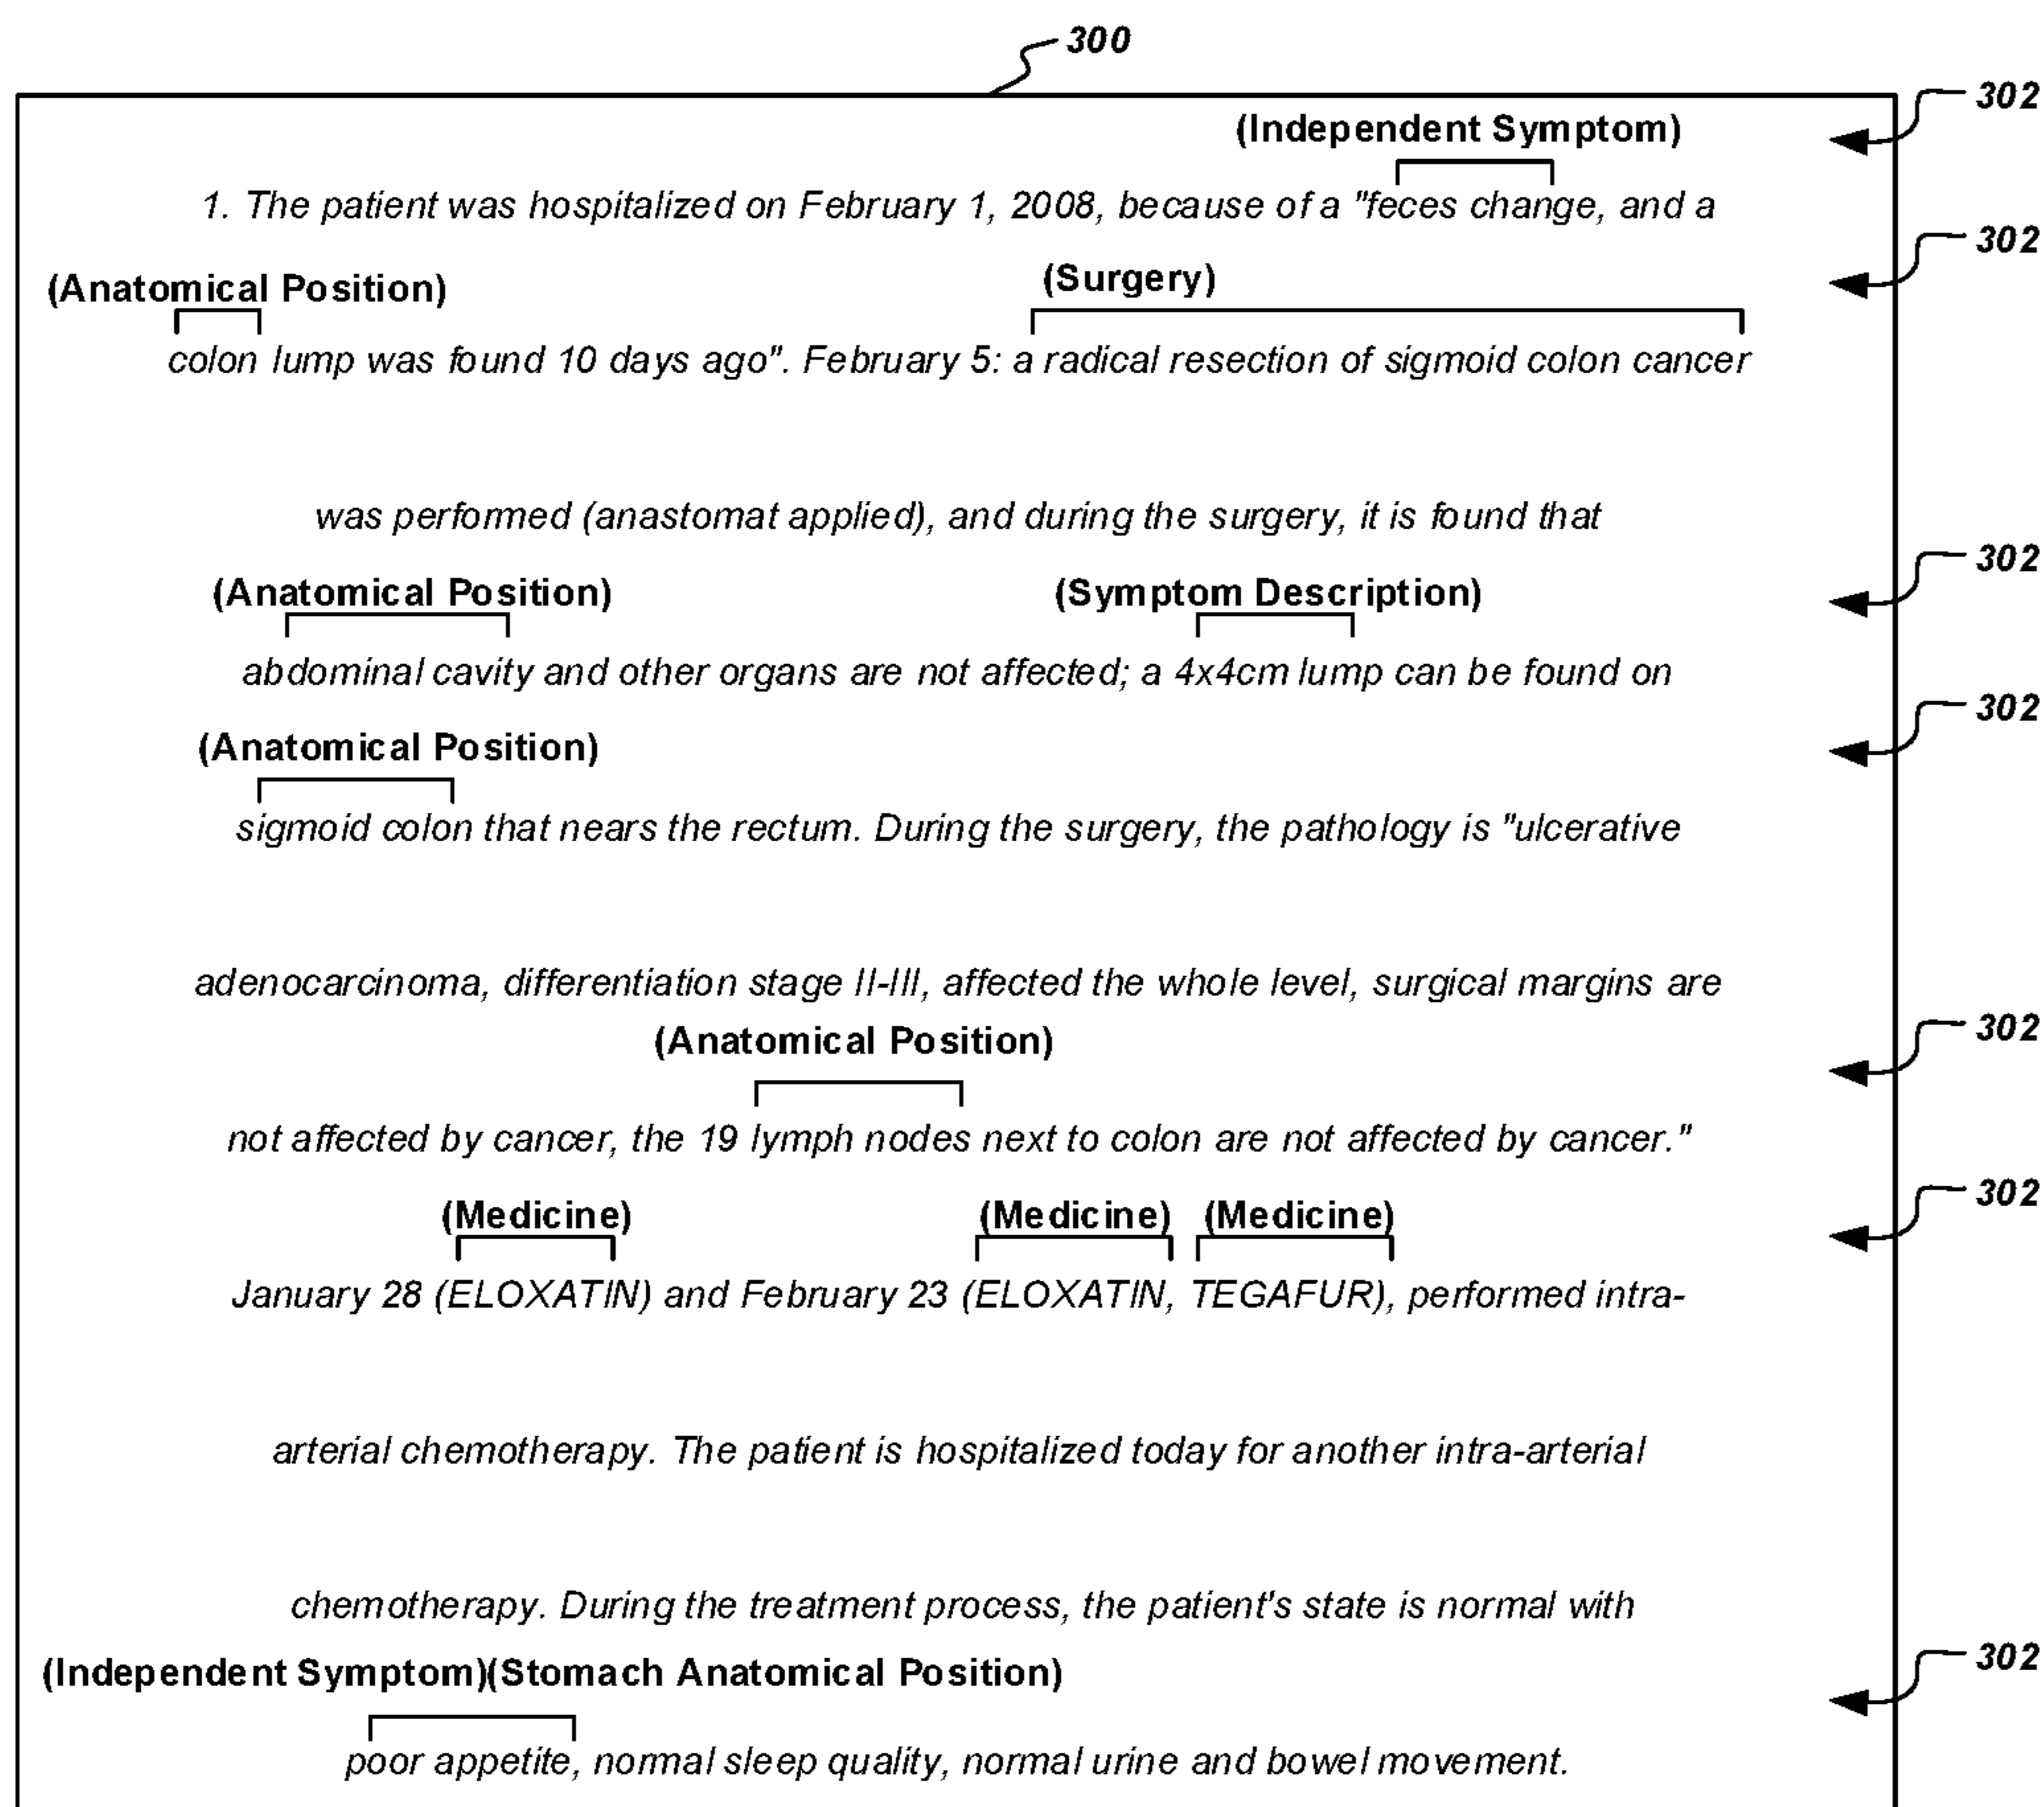 300
302
(Independent Symptom)
1. The patient was hospitalized on February 1, 2008, because of a "feces change, and a
302
(Anatomical Position) (Surgery)
colon lump was found 10 days ago". February 5: a radical resection of sigmoid colon cancer
was performed (anastomat applied), and during the surgery, it is found that
302
(Anatomical Position) (Symptom Description)
abdominal cavity and other organs are not affected; a 4x4cm lump can be found on
302
(Anatomical Position)
sigmoid colon that nears the rectum. During the surgery, the pathology is "ulcerative
adenocarcinoma, differentiation stage II-III, affected the whole level, surgical margins are
302
(Anatomical Position)
not affected by cancer, the 19 lymph nodes next to colon are not affected by cancer."
302
(Medicine) (Medicine) (Medicine)
January 28 (ELOXATIN) and February 23 (ELOXATIN, TEGAFUR), performed intra-
arterial chemotherapy. The patient is hospitalized today for another intra-arterial
chemotherapy. During the treatment process, the patient's state is normal with
302
(Independent Symptom)(Stomach Anatomical Position)
poor appetite, normal sleep quality, normal urine and bowel movement.